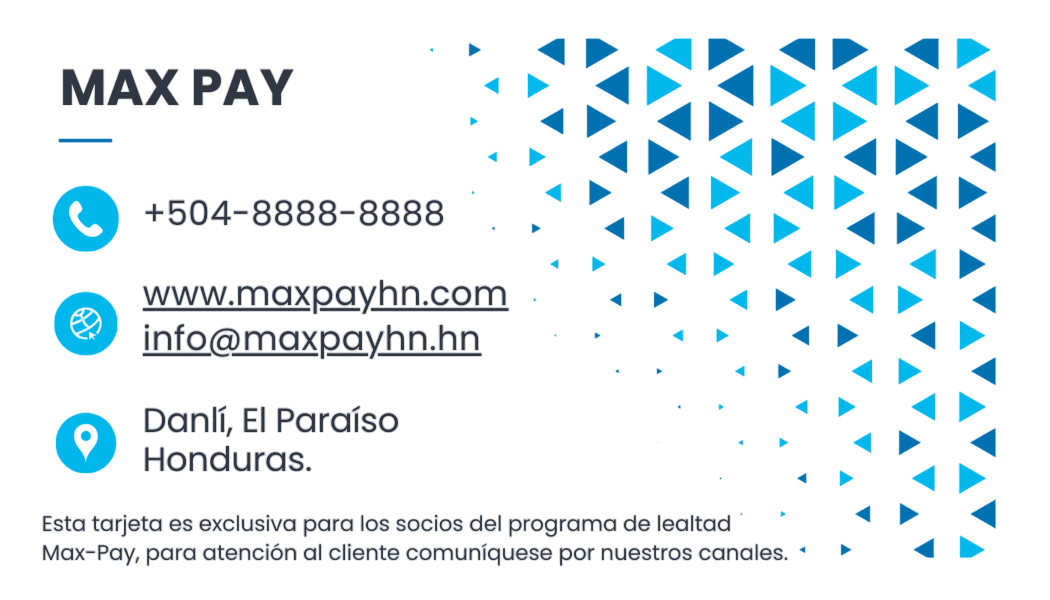 MAX PAY
+504-8888-8888
www.maxpayhn.com
info@maxpayhn.hn
Danlí, El Paraíso
Honduras.
Esta tarjeta es exclusiva para los socios del programa de lealtad
Max-Pay, para atención al cliente comuníquese por nuestros canales.